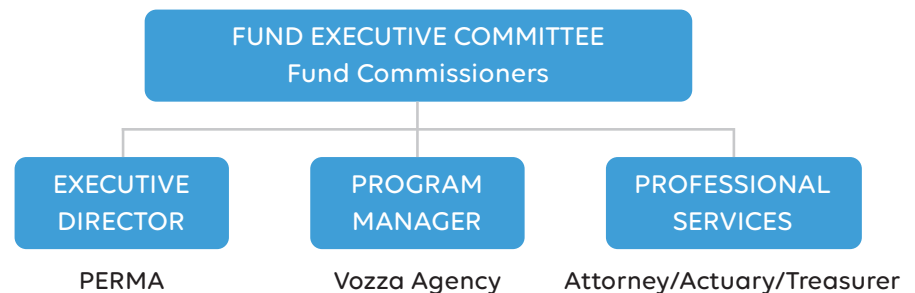 FUND EXECUTIVE COMMITTEE
Fund Commissioners
EXECUTIVE
DIRECTOR
PROGRAM
MANAGER
PROFESSIONAL
SERVICES
PERMA
Vozza Agency
Attorney/Actuary/Treasurer